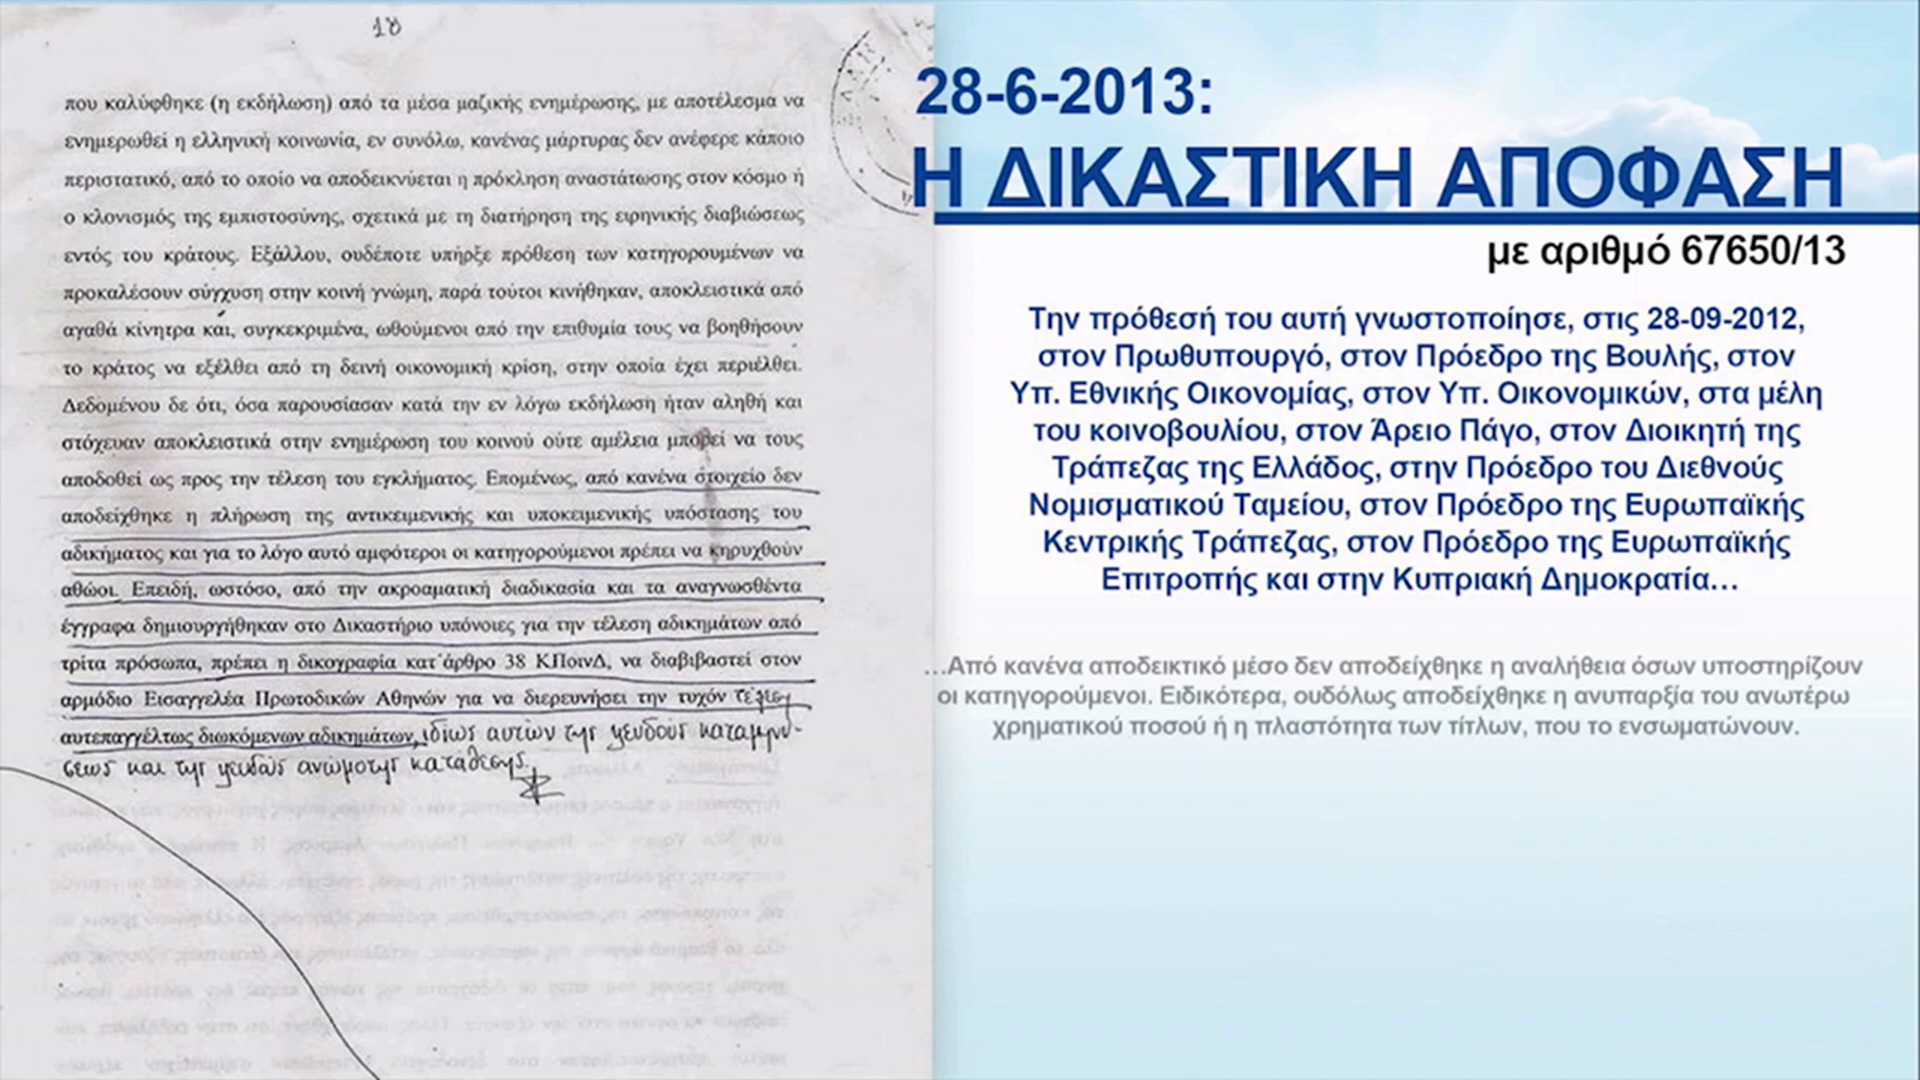 18
που καλύφθηκε (η εκδήλωση) από τα μέσα μαζικής ενημέρωσης, με αποτέλεσμα να
ενημερωθεί η ελληνική κοινωνία, εν συνόλω, κανένας μάρτυρας δεν ανέφερε κάποιο
περιστατικό, από το οποίο να αποδεικνύεται η πρόκληση αναστάτωσης στον κόσμο ή
ο κλονισμός της εμπιστοσύνης, σχετικά με τη διατήρηση της ειρηνικής διαβιώσεως
εντός του κράτους. Εξάλλου, ουδέποτε υπήρξε πρόθεση των κατηγορουμένων να
προκαλέσουν σύγχυση στην κοινή γνώμη, παρά τούτοι κινήθηκαν, αποκλειστικά από
αγαθά κίνητρα και, συγκεκριμένα, ωθούμενοι από την επιθυμία τους να βοηθήσουν
το κράτος να εξέλθει από τη δεινή οικονομική κρίση, στην οποία έχει περιέλθει.
Δεδομένου δε ότι, όσα παρουσίασαν κατά την εν λόγω εκδήλωση ήταν αληθή και
στόχευαν αποκλειστικά στην ενημέρωση του κοινού ούτε αμέλεια μπορεί να τους
αποδοθεί ως προς την τέλεση του εγκλήματος. Επομένως, από κανένα στοιχείο δεν
αποδείχθηκε η πλήρωση της αντικειμενικής και υποκειμενικής υπόστασης του
αδικήματος και για το λόγο αυτό αμφότεροι οι κατηγορούμενοι πρέπει να κηρυχθούν
αθώοι. Επειδή, ωστόσο, από την ακροαματική διαδικασία και τα αναγνωσθέντα
έγγραφα δημιουργήθηκαν στο Δικαστήριο υπόνοιες για την τέλεση αδικημάτων από
τρίτα πρόσωπα, πρέπει η δικογραφία κατ΄άρθρο 38 ΚΠοινΔ, να διαβιβαστεί στον
αρμόδιο Εισαγγελέα Πρωτοδικών Αθηνών για να διερευνήσει την τυχόν τέλεση
αυτεπαγγέλτως διωκόμενων αδικημάτων, ιδίως αυτών της ψευδούς καταμηνύ-
σεως και της ψευδούς ανώμοτης κατάθεσης.
28-6-2013:
Η ΔΙΚΑΣΤΙΚΗ ΑΠΟΦΑΣΗ
με αριθμό 67650/13
Την πρόθεσή του αυτή γνωστοποίησε, στις 28-09-2012,
στον Πρωθυπουργό, στον Πρόεδρο της Βουλής, στον
Υπ. Εθνικής Οικονομίας, στον Υπ. Οικονομικών, στα μέλη
του κοινοβουλίου, στον Άρειο Πάγο, στον Διοικητή της
Τράπεζας της Ελλάδος, στην Πρόεδρο του Διεθνούς
Νομισματικού Ταμείου, στον Πρόεδρο της Ευρωπαϊκής
Κεντρικής Τράπεζας, στον Πρόεδρο της Ευρωπαϊκής
Επιτροπής και στην Κυπριακή Δημοκρατία...
...Από κανένα αποδεικτικό μέσο δεν αποδείχθηκε η αναλήθεια όσων υποστηρίζουν
οι κατηγορούμενοι. Ειδικότερα, ουδόλως αποδείχθηκε η ανυπαρξία του ανωτέρω
χρηματικού ποσού ή η πλαστότητα των τίτλων, που το ενσωματώνουν.